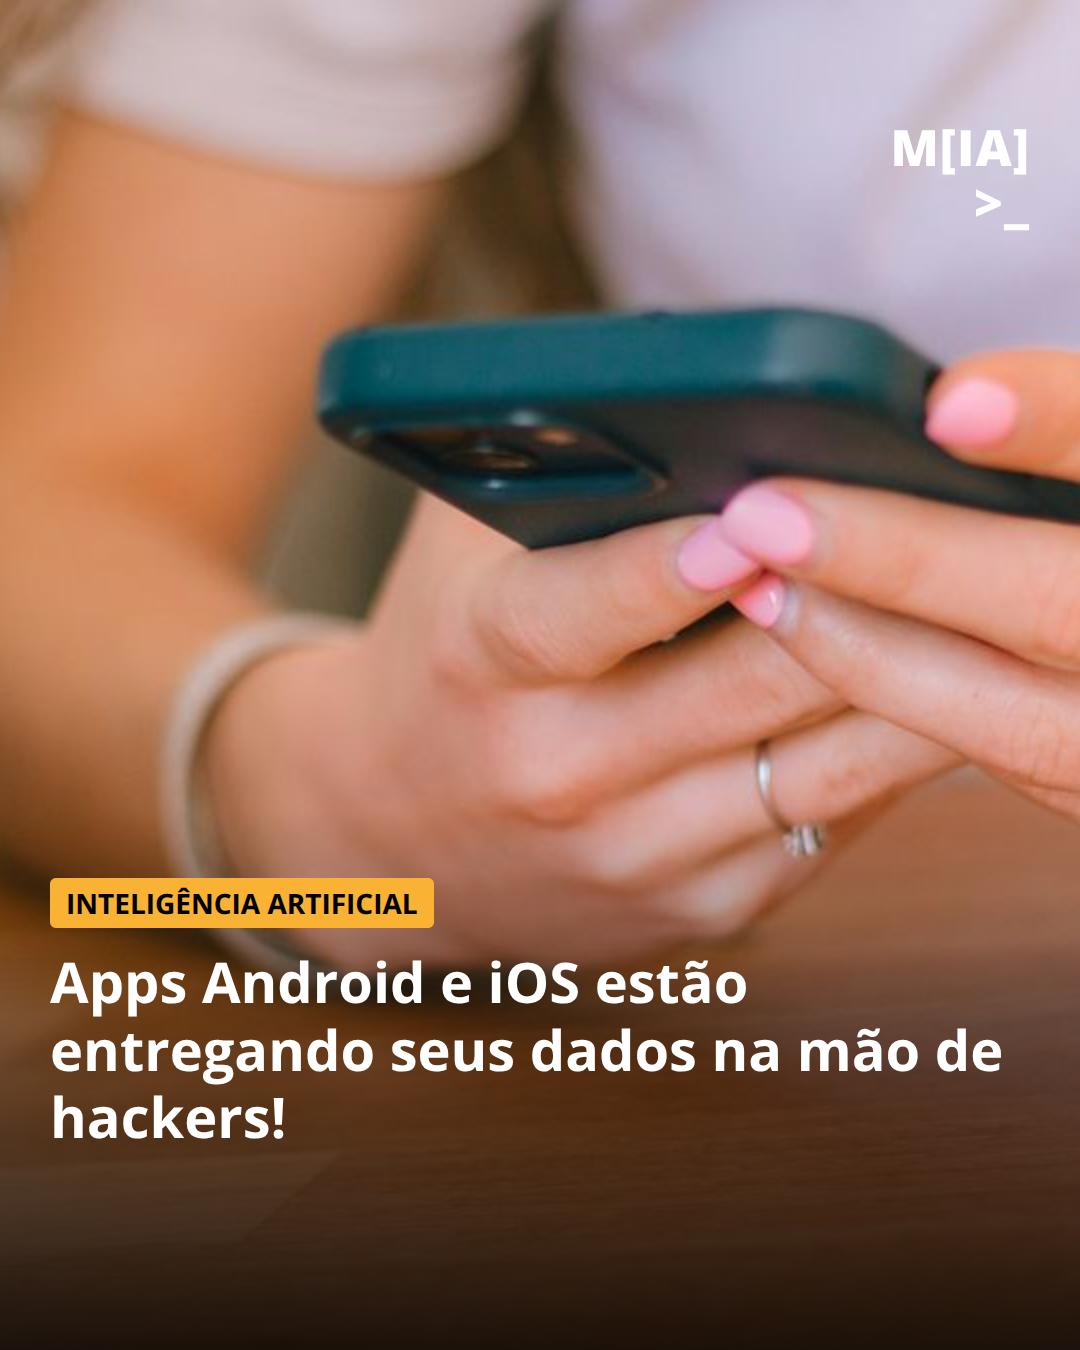 M[IA]
>_
INTELIGÊNCIA ARTIFICIAL
Apps Android e iOS estão
entregando seus dados na mão de
hackers!